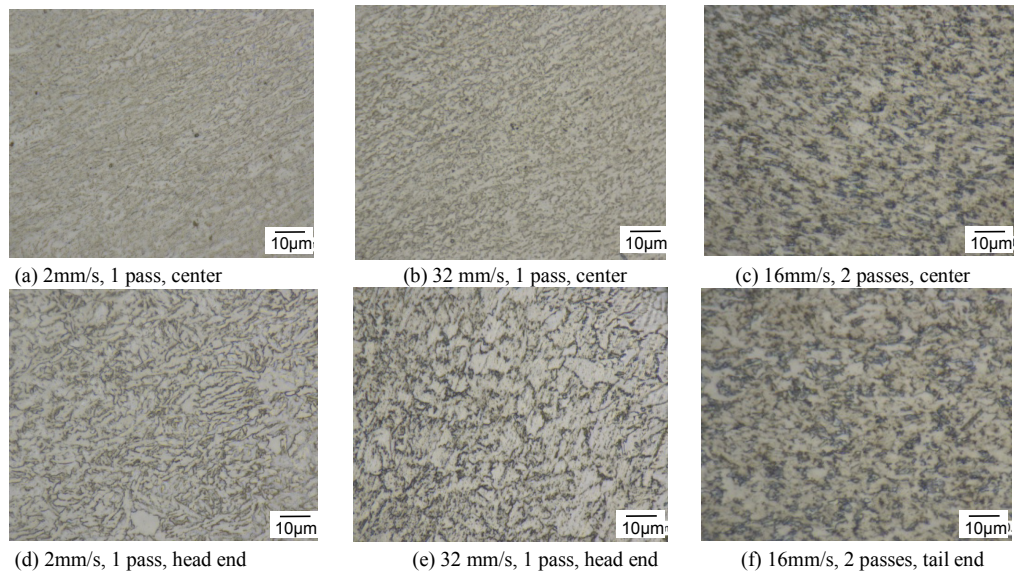 10μm
10μm
10μm
(a) 2mm/s, 1 pass, center
(b) 32 mm/s, 1 pass, center
(c) 16mm/s, 2 passes, center
10μm
10μm
10μm
(d) 2mm/s, 1 pass, head end
(e) 32 mm/s, 1 pass, head end
(f) 16mm/s, 2 passes, tail end